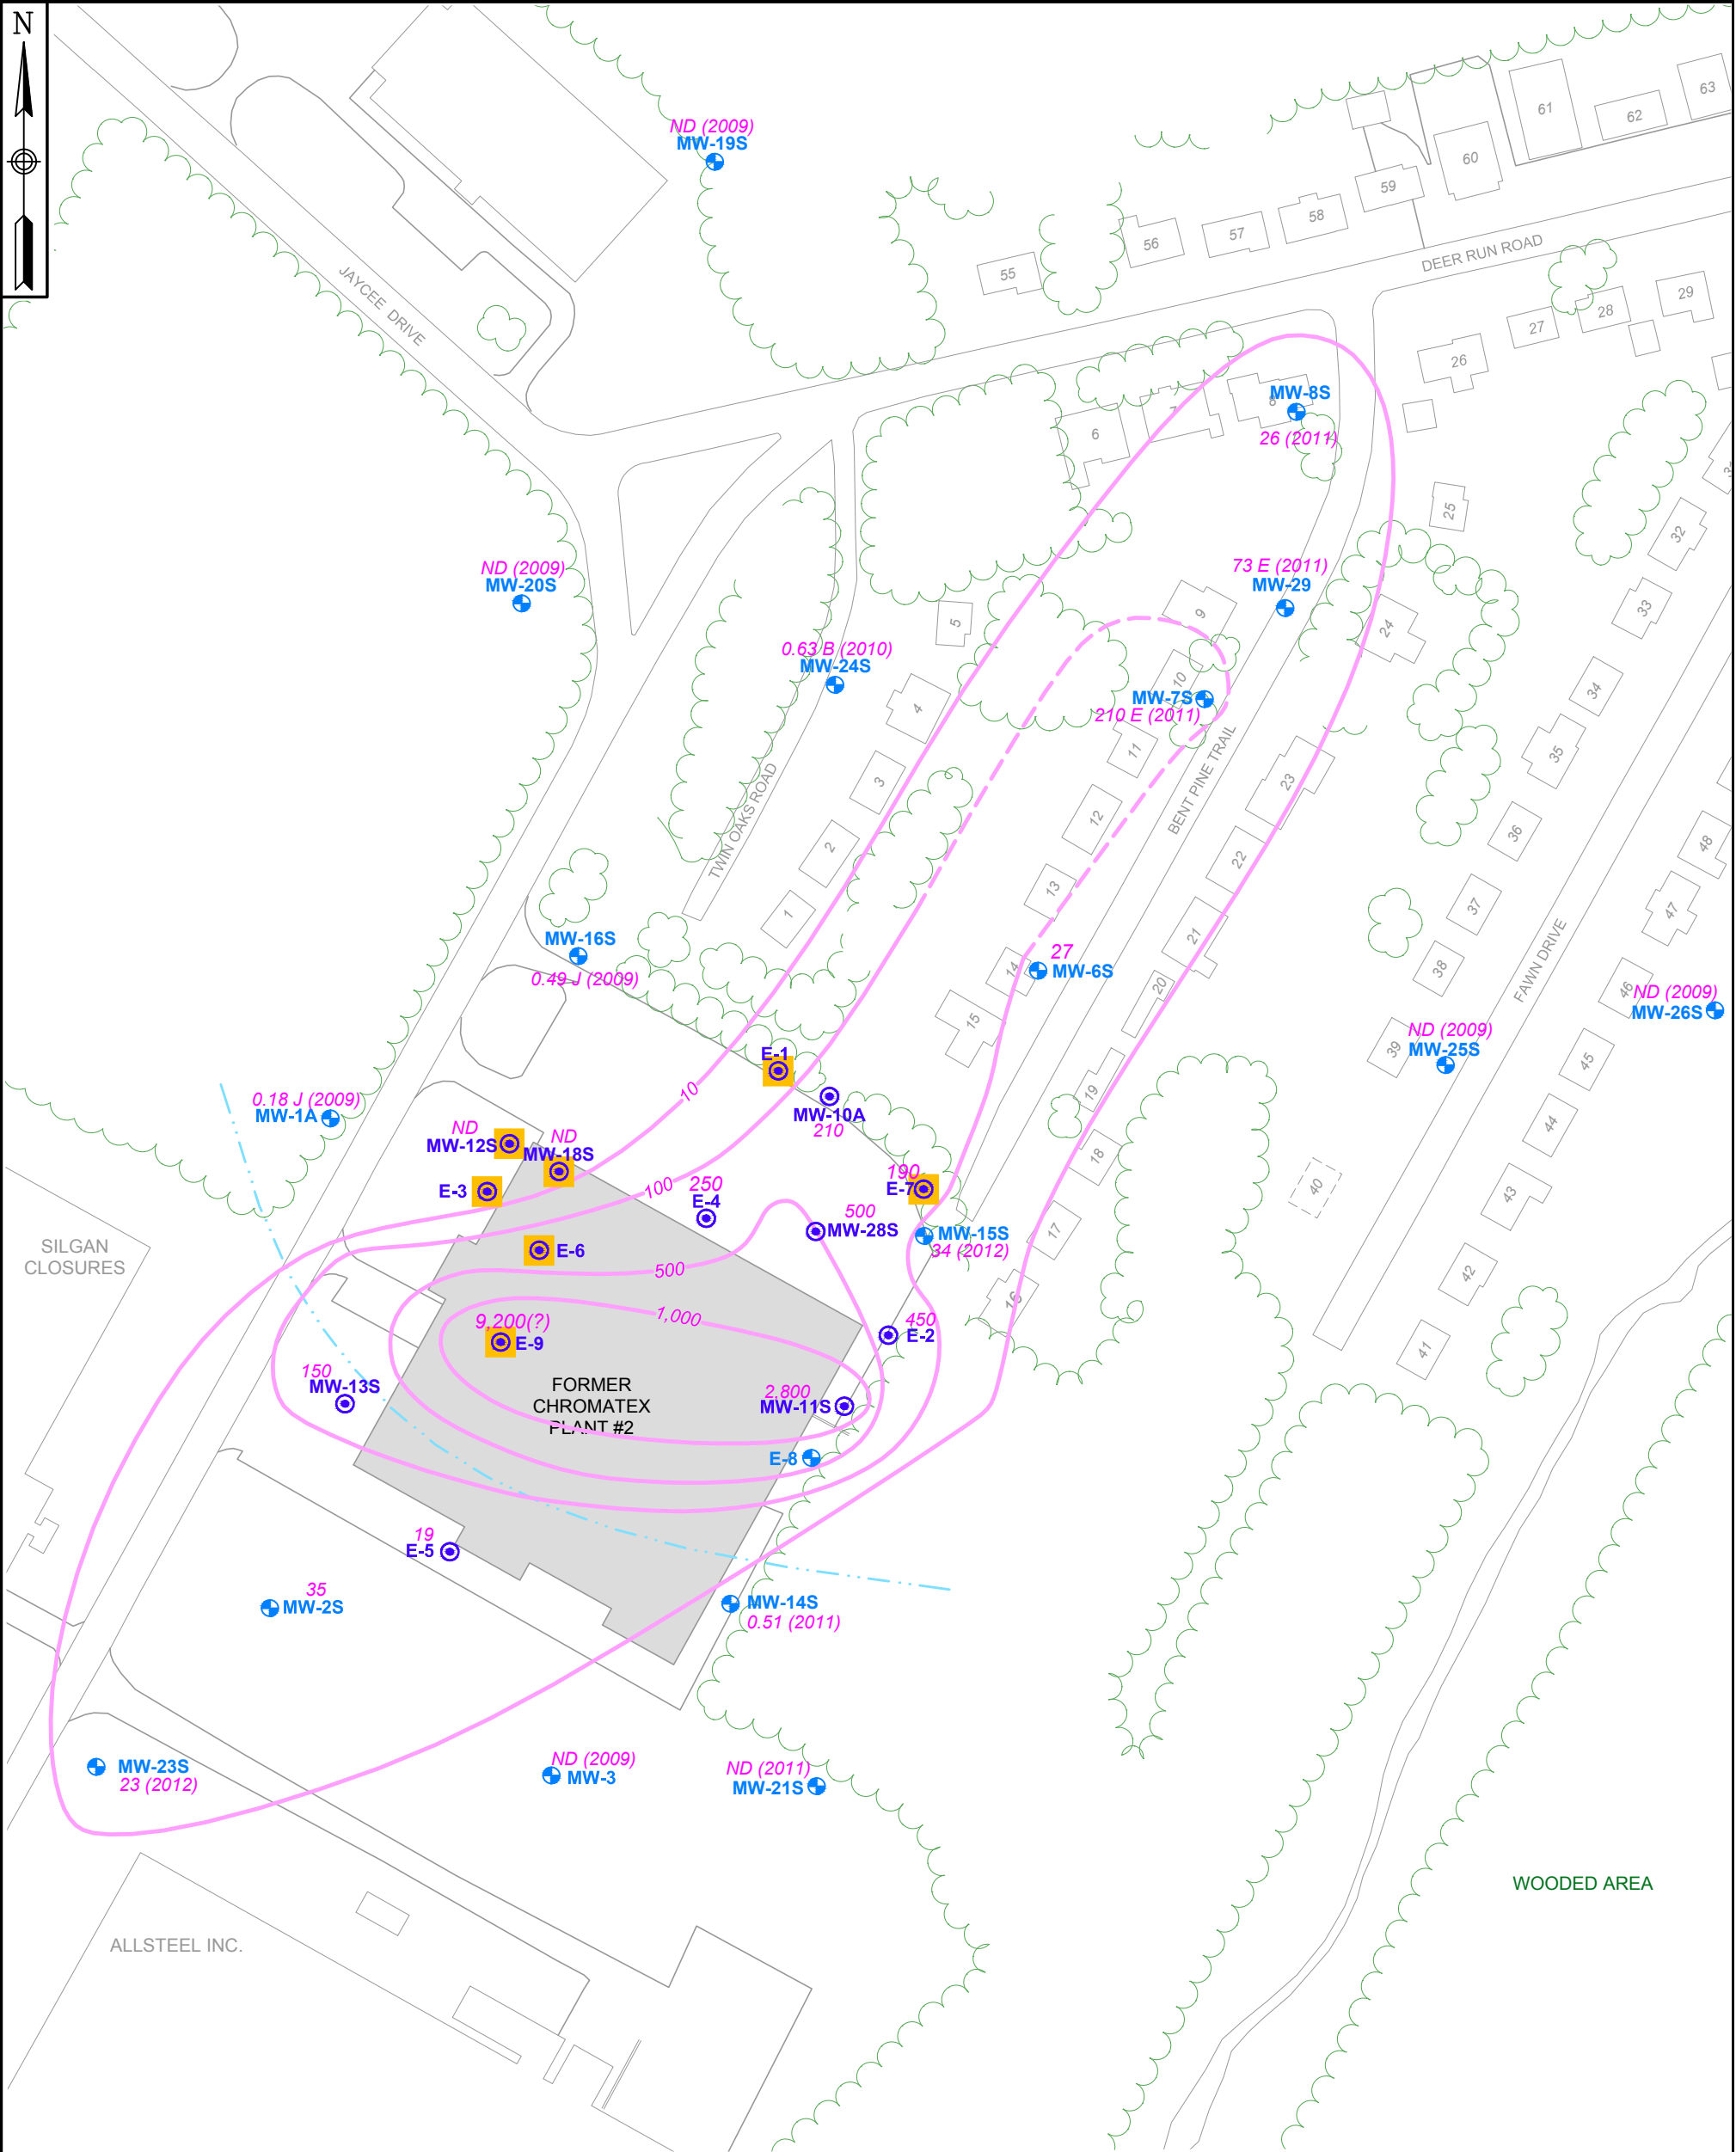 N
ND (2009)
MW-19S
61
62
63
60
59
58
57
56
55
DEER RUN ROAD
JAYCEE DRIVE
29
28
27
26
MW-8S
8
7
6
26 (2011)
25
32
ND (2009)
MW-20S
73 E (2011)
MW-29
9
5
24
33
0.63 B (2010)
MW-24S
10
MW-7S
210 E (2011)
4
34
11
35
3
23
BENT PINE TRAIL
TWIN OAKS ROAD
12
36
48
2
22
13
37
47
1
21
MW-16S
0.49 J (2009)
27
MW-6S
14
38
FAWN DRIVE
20
46
ND (2009)
MW-26S
15
39
ND (2009)
MW-25S
45
E-1
10
19
MW-10A
210
0.18 J (2009)
MW-1A
44
ND
MW-12S
ND
MW-18S
18
E-3
100
250
E-4
190
E-7
40
43
500
MW-28S
MW-15S
34 (2012)
17
SILGAN
CLOSURES
E-6
500
42
16
1,000
9,200(?)
E-9
450
E-2
41
150
MW-13S
FORMER
CHROMATEX
PLANT #2
2,800
MW-11S
E-8
19
E-5
35
MW-2S
MW-14S
0.51 (2011)
MW-23S
23 (2012)
ND (2009)
MW-3
ND (2011)
MW-21S
WOODED AREA
ALLSTEEL INC.